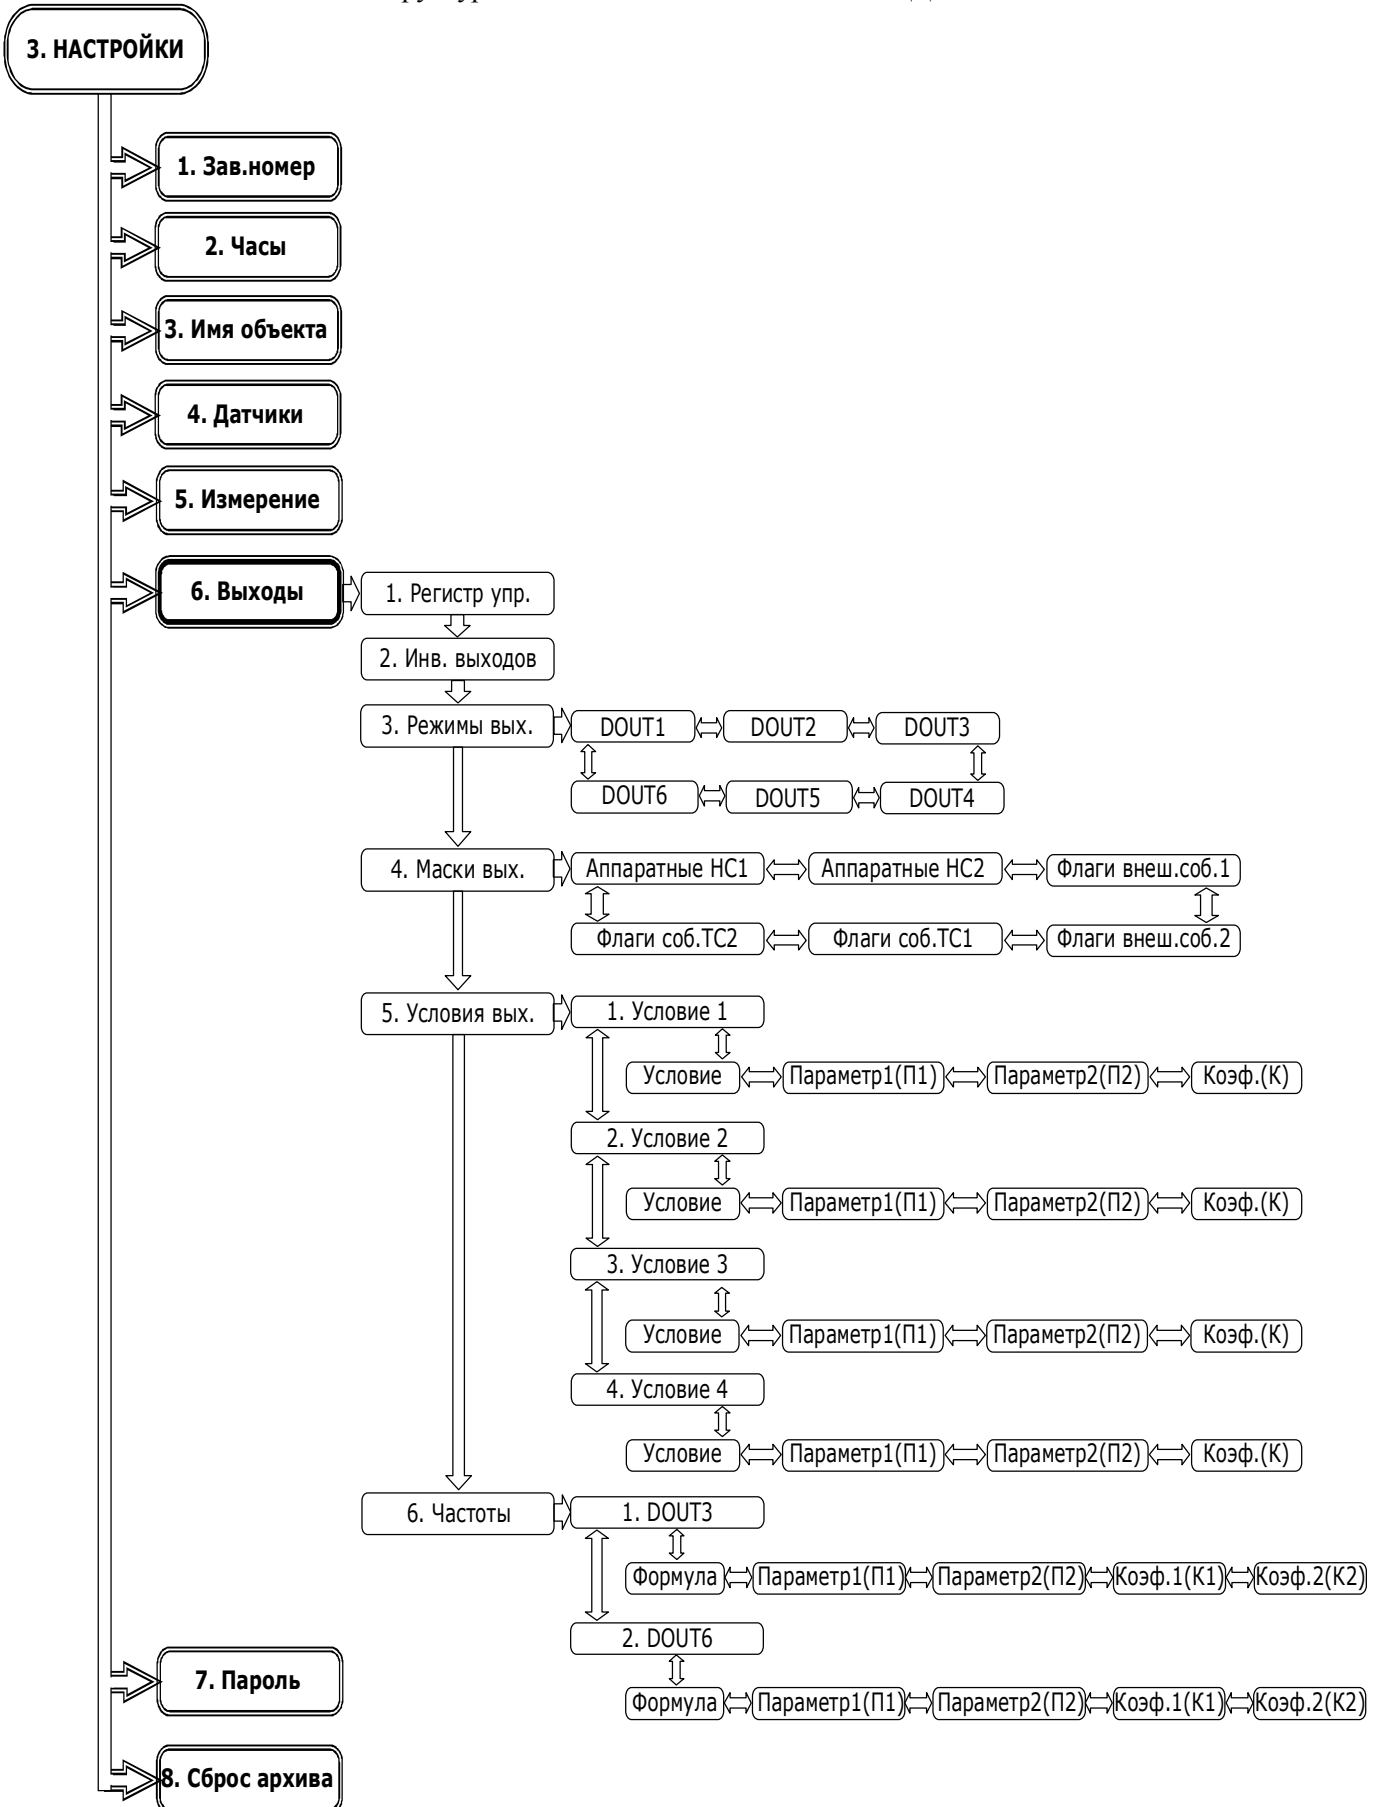 3. НАСТРОЙКИ
1. Зав.номер
2. Часы
3. Имя объекта
4. Датчики
5. Измерение
6. Выходы
1. Регистр упр.
2. Инв. выходов
3. Режимы вых.
DOUT1 DOUT2 DOUT3
DOUT6 DOUT5 DOUT4
4. Маски вых.
Аппаратные НС1 Аппаратные НС2 Флаги внеш.соб.1
Флаги соб.ТС2 Флаги соб.ТС1 Флаги внеш.соб.2
5. Условия вых.
1. Условие 1
Условие Параметр1(П1) Параметр2(П2) Коэф.(К)
2. Условие 2
Условие Параметр1(П1) Параметр2(П2) Коэф.(К)
3. Условие 3
Условие Параметр1(П1) Параметр2(П2) Коэф.(К)
4. Условие 4
Условие Параметр1(П1) Параметр2(П2) Коэф.(К)
6. Частоты
1. DOUT3
Формула Параметр1(П1) Параметр2(П2) Коэф.1(К1) Коэф.2(К2)
2. DOUT6
Формула Параметр1(П1) Параметр2(П2) Коэф.1(К1) Коэф.2(К2)
7. Пароль
8. Сброс архива